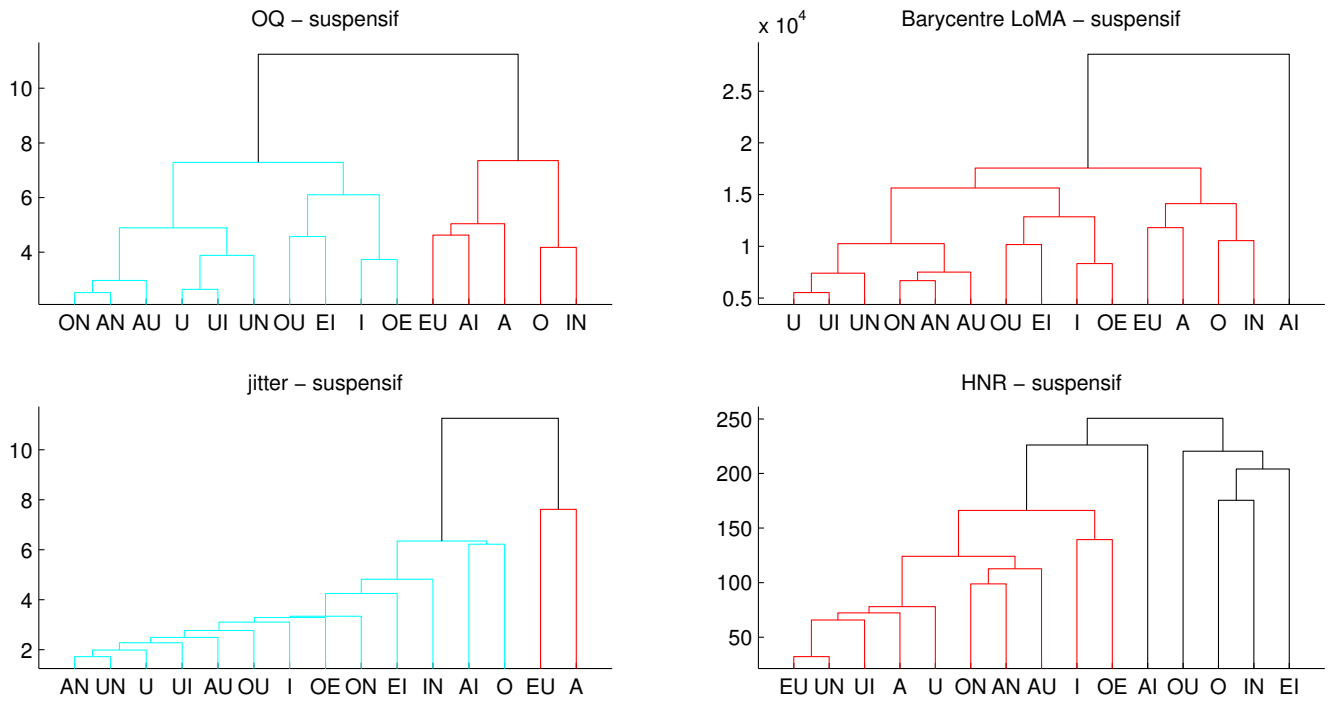 OQ – suspensif
10
8
6
4
ON AN AU U UI UN OU EI I OE EU AI A O IN
Barycentre LoMA – suspensif
x 10⁴
2.5
2
1.5
1
0.5
U UI UN ON AN AU OU EI I OE EU A O IN AI
jitter – suspensif
10
8
6
4
2
AN UN U UI AU OU I OE ON EI IN AI O EU A
HNR – suspensif
250
200
150
100
50
EU UN UI A U ON AN AU I OE AI OU O IN EI